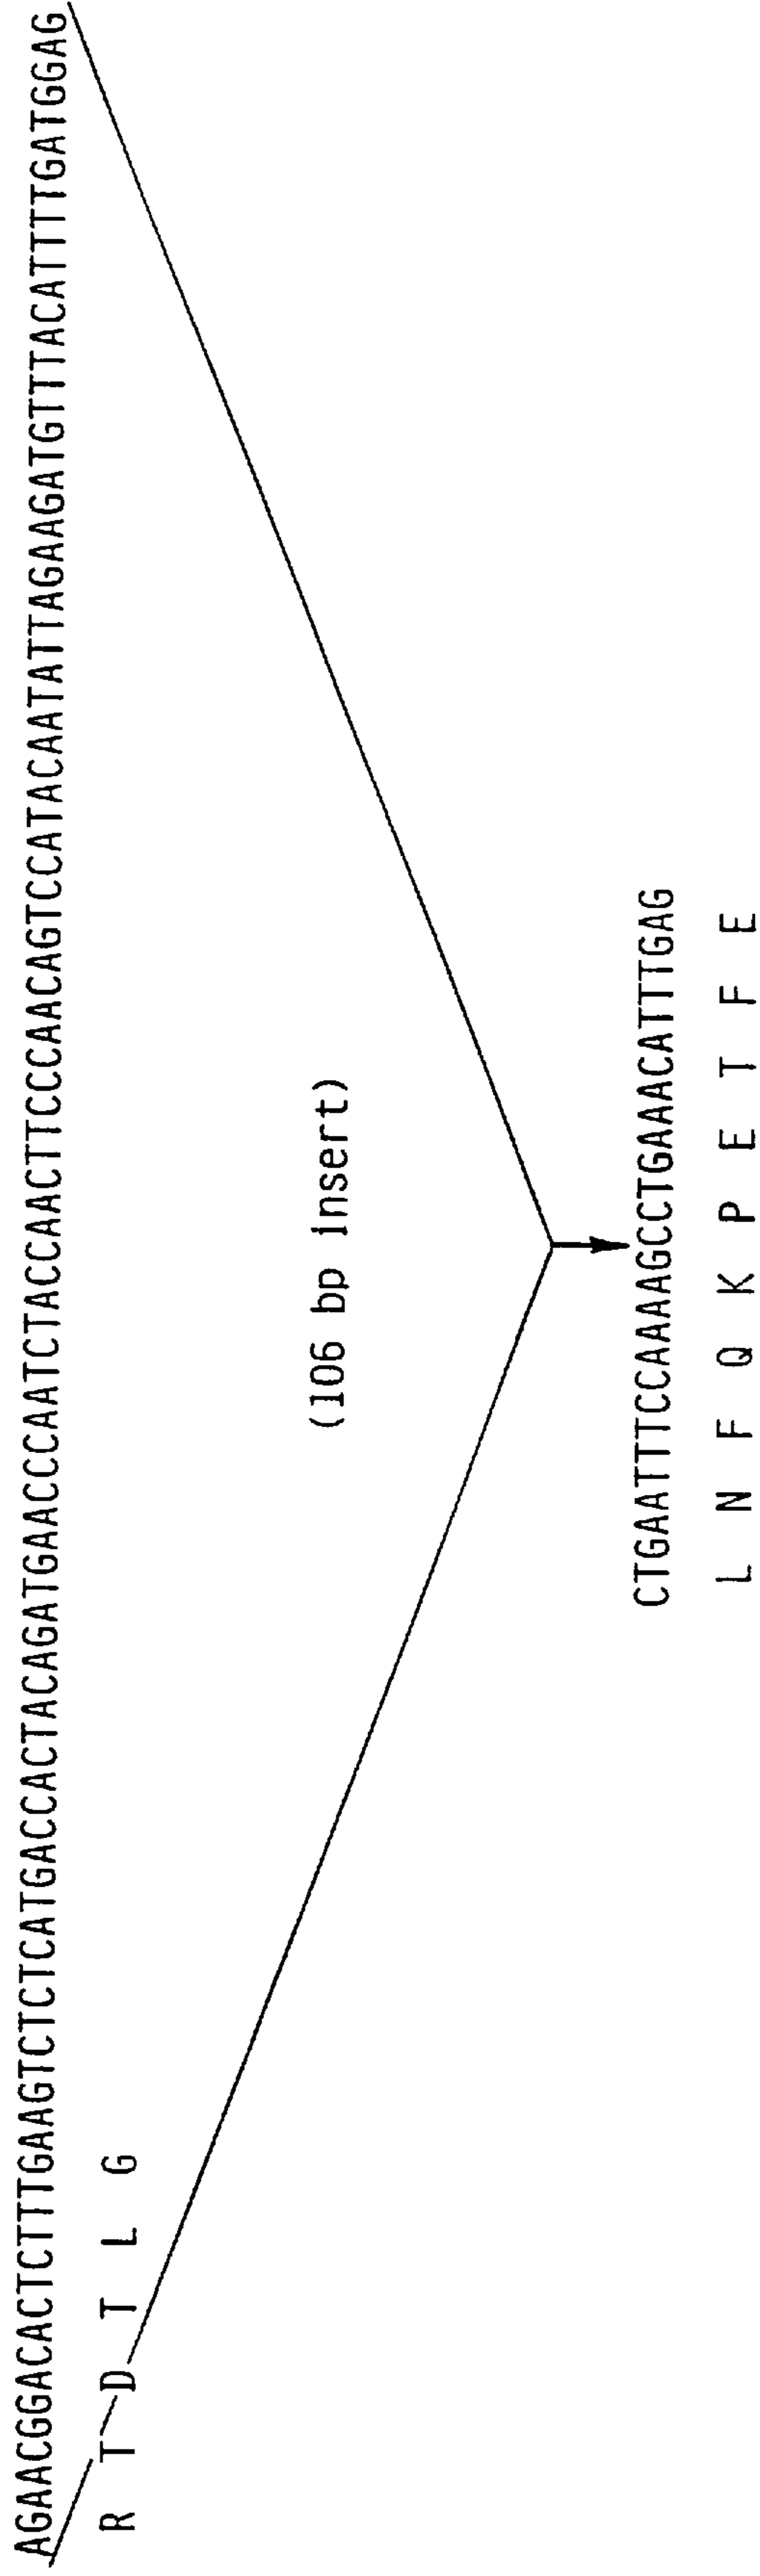 AGAACGGACACTCTTTGAAGTCTCTCATGACCACTACAGATGAACCCAATCTACCAACTTCCCAACAGTCCATACAATATTAGAAGATGTTTACATTTTGATGGAG
R T D T L G
(106 bp insert)
CTGAATTTCCAAAAGCCTGAAACATTTGAG
L N F Q K P E T F E